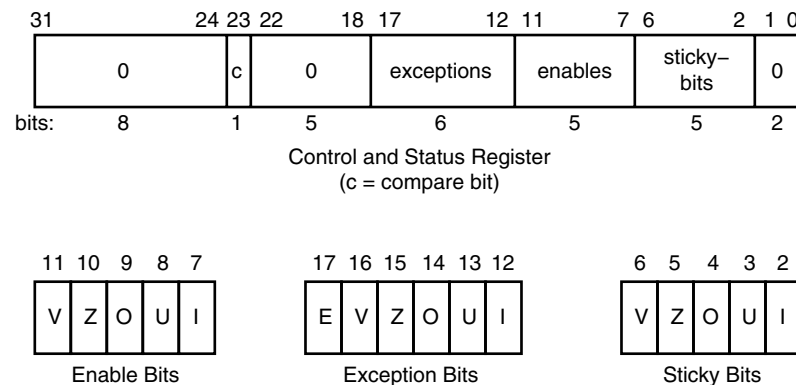 31 24 23 22 18 17 12 11 7 6 2 1 0
0 c 0 exceptions enables sticky– bits 0
bits: 8 1 5 6 5 5 2
Control and Status Register
(c = compare bit)
11 10 9 8 7
V Z O U I
Enable Bits
17 16 15 14 13 12
E V Z O U I
Exception Bits
6 5 4 3 2
V Z O U I
Sticky Bits